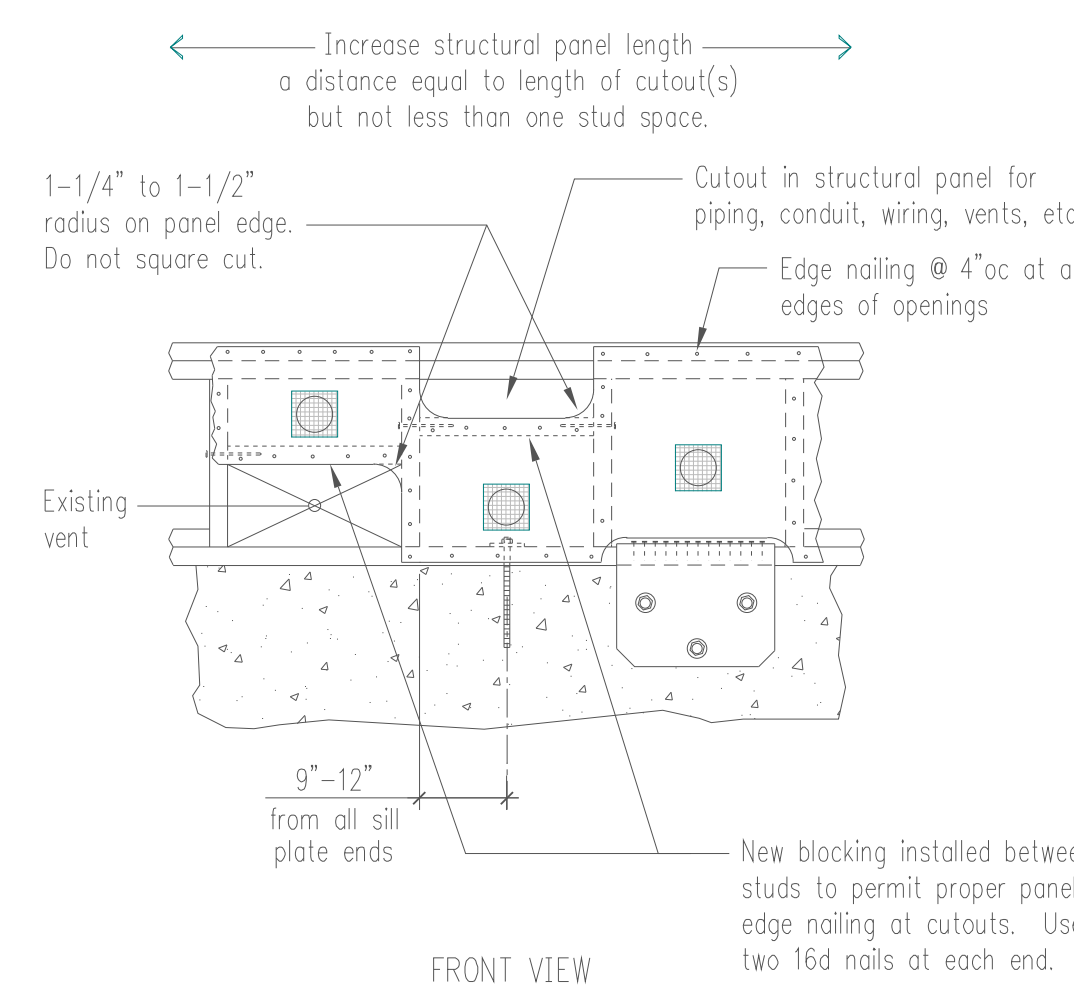 Increase structural panel length
a distance equal to length of cutout(s)
but not less than one stud space.
1-1/4" to 1-1/2"
radius on panel edge.
Do not square cut.
Cutout in structural panel for
piping, conduit, wiring, vents, etc
Edge nailing @ 4"oc at a
edges of openings
Existing
vent
9"-12"
from all sill
plate ends
New blocking installed betwee
studs to permit proper panel
edge nailing at cutouts. Use
two 16d nails at each end.
FRONT VIEW